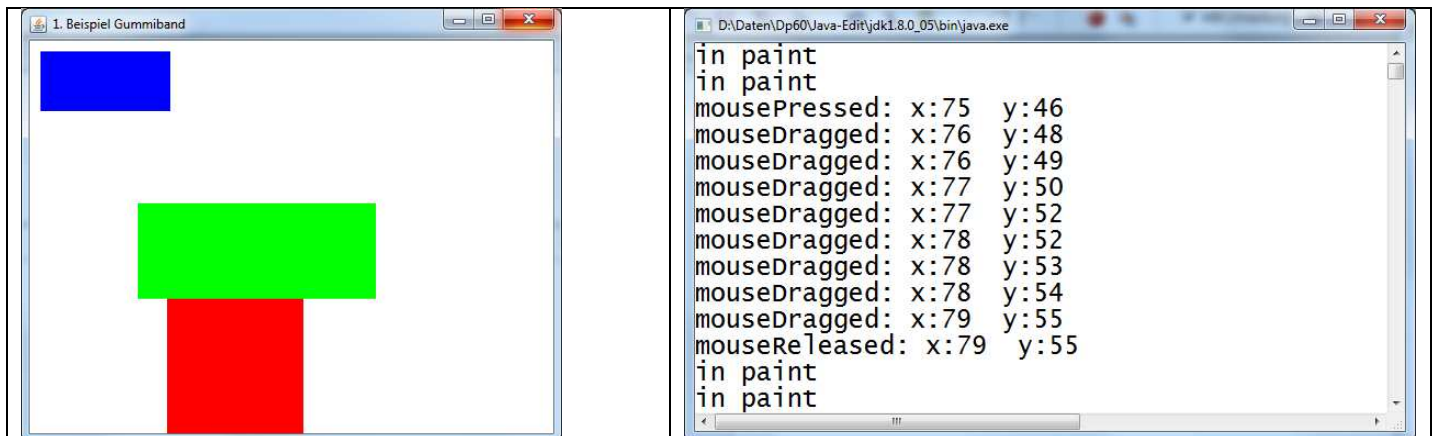 1. Beispiel Gummiband
D:\Daten\Dp60\Java-Edit\jdk1.8.0_05\bin\java.exe
in paint
in paint
mousePressed: x:75  y:46
mouseDragged: x:76  y:48
mouseDragged: x:76  y:49
mouseDragged: x:77  y:50
mouseDragged: x:77  y:52
mouseDragged: x:78  y:52
mouseDragged: x:78  y:53
mouseDragged: x:78  y:54
mouseDragged: x:79  y:55
mouseReleased: x:79  y:55
in paint
in paint